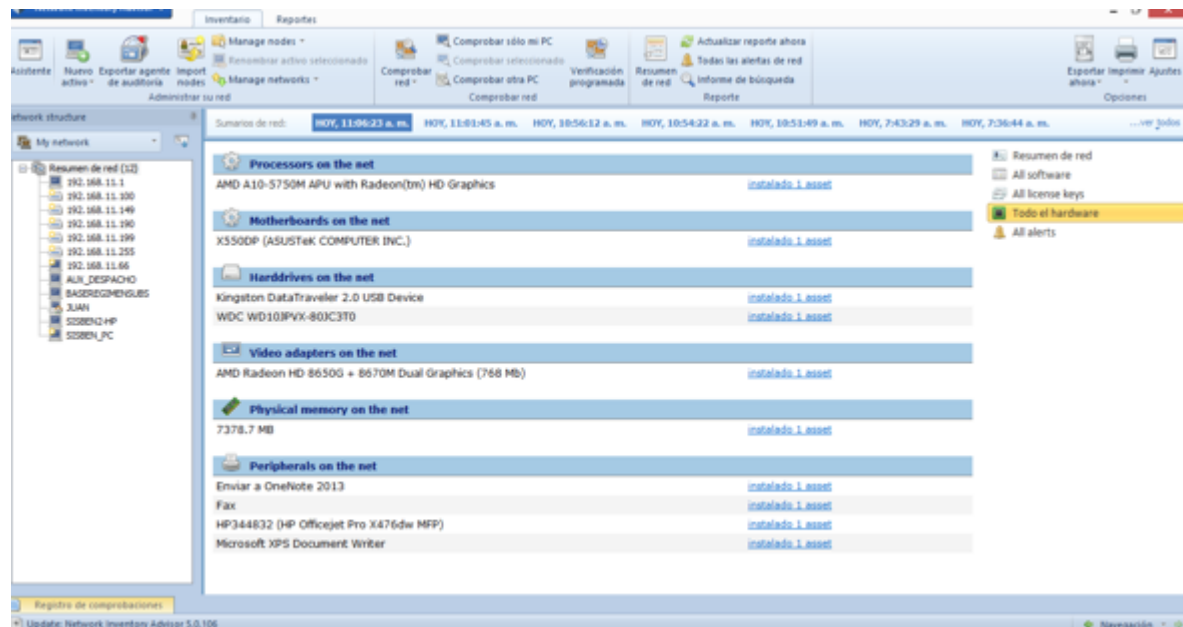 Network Inventory Advisor
Inventario Reportes
Asistente
Nuevo activo
Exportar agente de auditoría
Import nodes
Manage nodes
Renombrar activo seleccionado
Manage networks
Administrar su red
Comprobar red
Comprobar sólo mi PC
Comprobar seleccionado
Comprobar otra PC
Verificación programada
Comprobar red
Resumen de red
Actualizar reporte ahora
Todas las alertas de red
Informe de búsqueda
Reporte
Exportar ahora
Imprimir
Ajustes
Opciones
etwork structure
My network
Resumen de red (12)
192.168.11.1
192.168.11.100
192.168.11.149
192.168.11.190
192.168.11.199
192.168.11.255
192.168.11.66
AUX_DESPACHO
BASEREGIMENSUBS
JUAN
SISBEN2-HP
SISBEN_PC
Sumarios de red: HOY, 11:06:23 a. m. HOY, 11:01:45 a. m. HOY, 10:56:12 a. m. HOY, 10:54:22 a. m. HOY, 10:51:49 a. m. HOY, 7:43:29 a. m. HOY, 7:36:44 a. m. ...ver todos
Processors on the net
AMD A10-5750M APU with Radeon(tm) HD Graphics instalado 1 asset
Motherboards on the net
X550DP (ASUSTeK COMPUTER INC.) instalado 1 asset
Harddrives on the net
Kingston DataTraveler 2.0 USB Device instalado 1 asset
WDC WD10JPVX-80JC3T0 instalado 1 asset
Video adapters on the net
AMD Radeon HD 8650G + 8670M Dual Graphics (768 Mb) instalado 1 asset
Physical memory on the net
7378.7 MB instalado 1 asset
Peripherals on the net
Enviar a OneNote 2013 instalado 1 asset
Fax instalado 1 asset
HP344832 (HP Officejet Pro X476dw MFP) instalado 1 asset
Microsoft XPS Document Writer instalado 1 asset
Resumen de red
All software
All license keys
Todo el hardware
All alerts
Registro de comprobaciones
Update: Network Inventory Advisor 5.0.106
Navegación